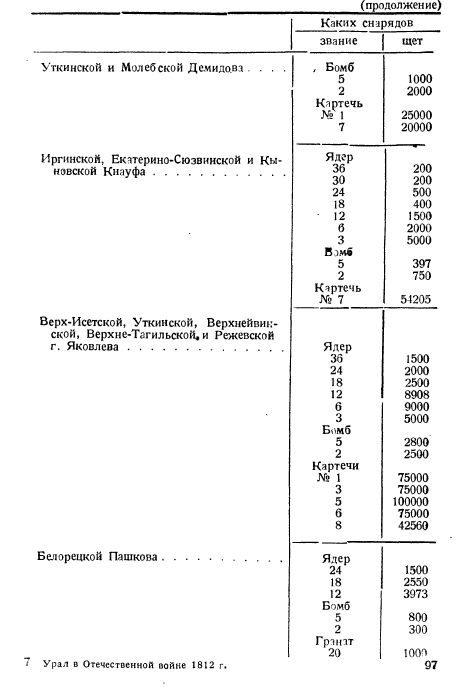 (продолжение)
Каких снарядов
звание щет
Уткинской и Молебской Демидова . . . . Бомб
5 1000
2 2000
Картечь
№ 1 25000
7 20000
Иргинской, Екатерино-Сюзвинской и Кы- Ядер
новской Кнауфа . . . . . . . . . . . . 36 200
30 200
24 500
18 400
12 1500
6 2000
3 5000
Бомб
5 397
2 750
Картечь
№ 7 54205
Верх-Исетской, Уткинской, Верхнейвин-
ской, Верхне-Тагильской, и Режевской
г. Яковлева . . . . . . . . . . . . . . Ядер
36 1500
24 2000
18 2500
12 8908
6 9000
3 5000
Бомб
5 2800
2 2500
Картечи
№ 1 75000
3 75000
5 100000
6 75000
8 42560
Белорецкой Пашкова . . . . . . . . . . . Ядер
24 1500
18 2550
12 3973
Бомб
5 800
2 300
Гранат
20 1000
7 Урал в Отечественной войне 1812 г. 97